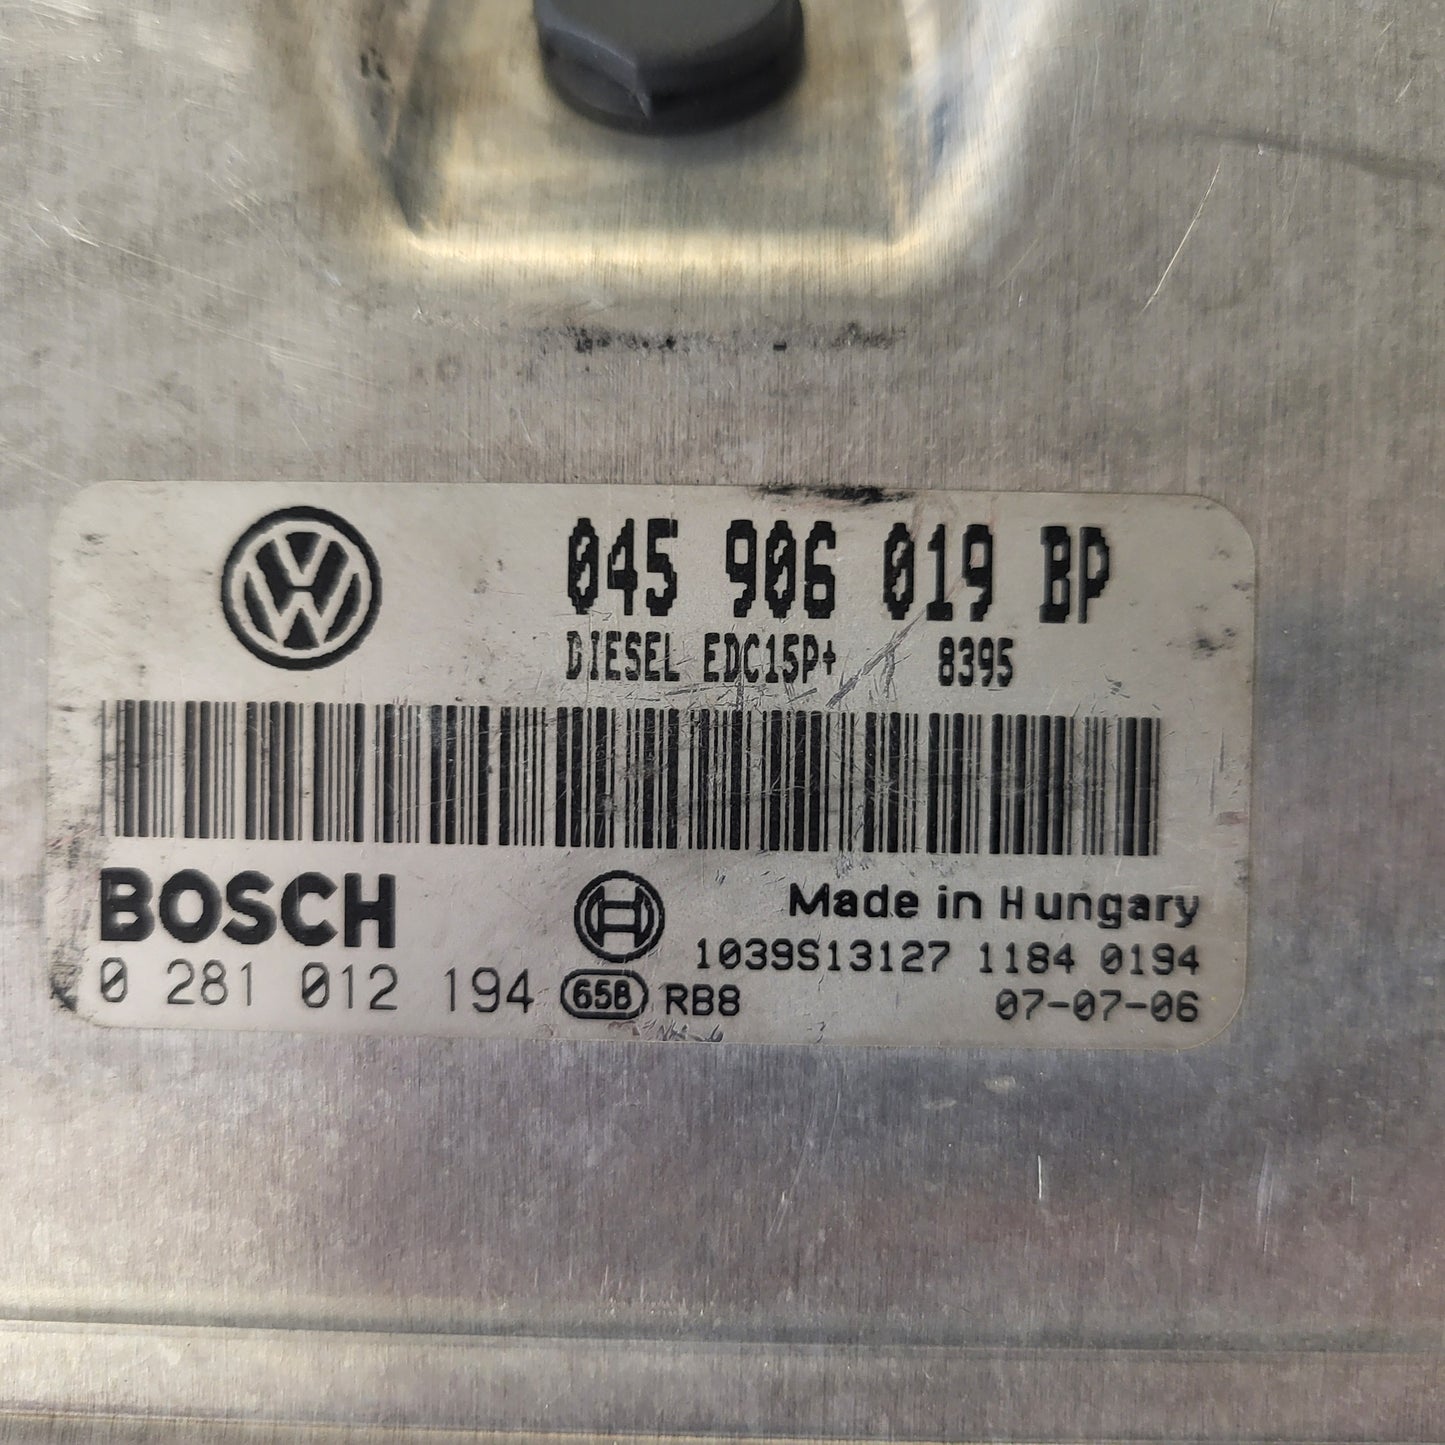 045 906 019 BP
DIESEL EDC15P+ 8395
BOSCH
Made in Hungary
1039S13127 1184 0194
0 281 012 194 65B RB8 07-07-06